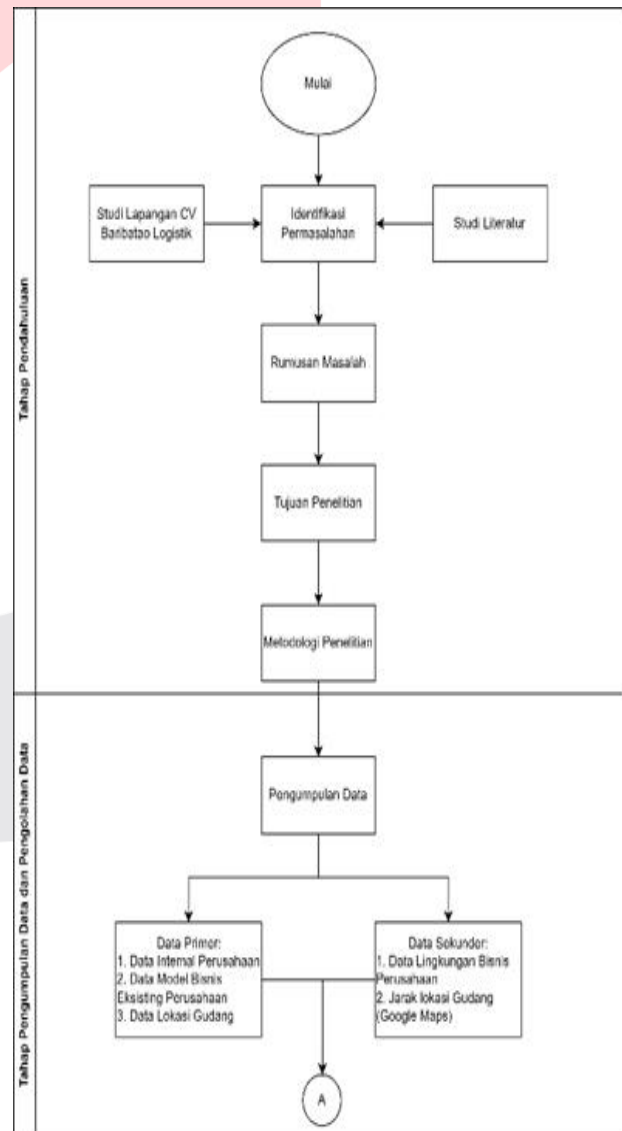 Mulai
Studi Lapangan CV
Baribatao Logistik
Identifikasi
Permasalahan
Studi Literatur
Rumusan Masalah
Tujuan Penelitian
Metodologi Penelitian
Tahap Pendahuluan
Pengumpulan Data
Data Primer:
1. Data Internal Perusahaan
2. Data Model Bisnis
Eksisting Perusahaan
3. Data Lokasi Gudang
Data Sekunder:
1. Data Lingkungan Bisnis
Perusahaan
2. Jarak lokasi Gudang
(Google Maps)
A
Tahap Pengumpulan Data dan Pengolahan Data